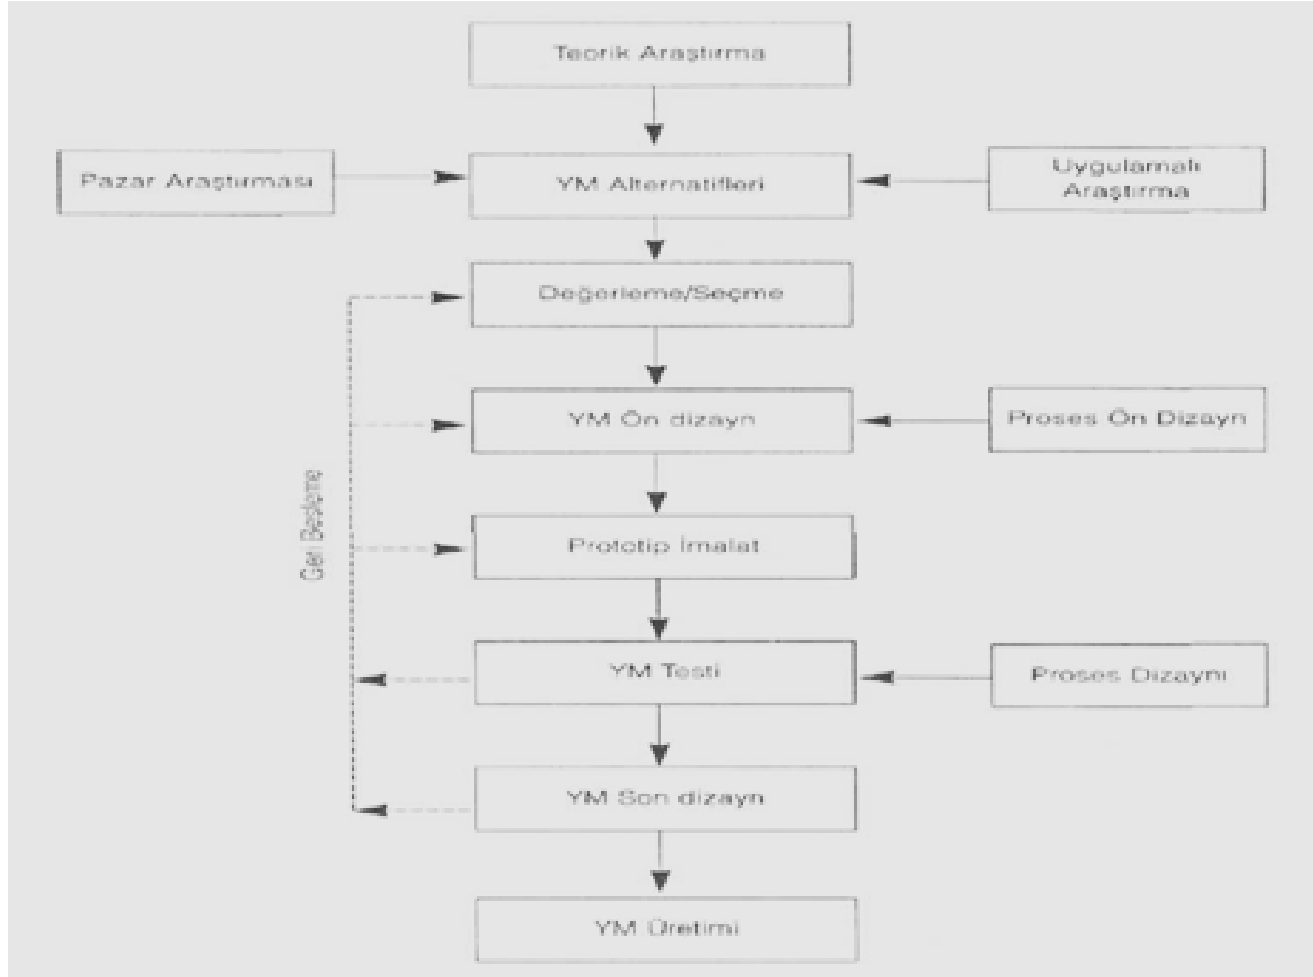 Teorik Araştırma
Pazar Araştırması
YM Alternatifleri
Uygulamalı
Araştırma
Değerleme/Seçme
YM Ön dizayn
Proses Ön Dizayn
Geri Besleme
Prototip İmalat
YM Testi
Proses Dizaynı
YM Son dizayn
YM Üretimi